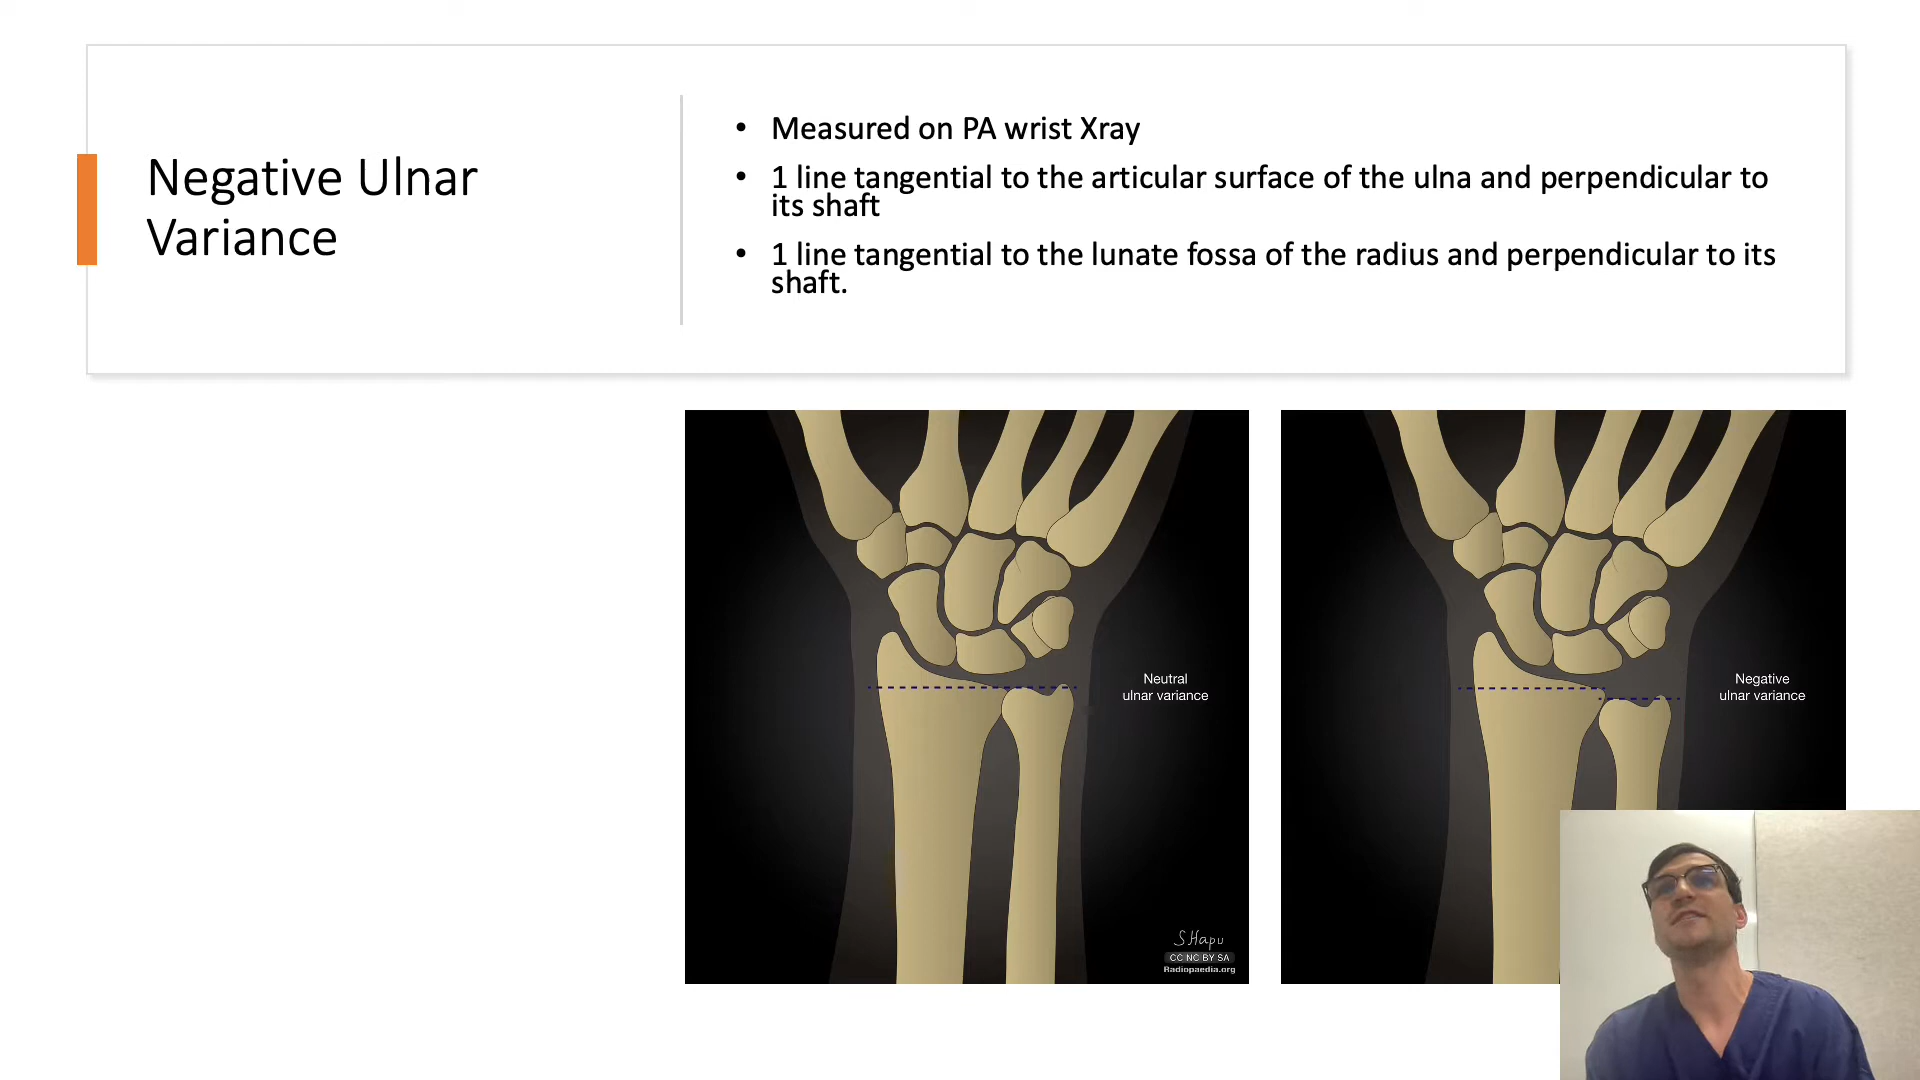 Negative Ulnar
Variance
• Measured on PA wrist Xray
• 1 line tangential to the articular surface of the ulna and perpendicular to
its shaft
• 1 line tangential to the lunate fossa of the radius and perpendicular to its
shaft.
Neutral
ulnar variance
S Hapu
CC NC BY SA
Radiopaedia.org
Negative
ulnar variance